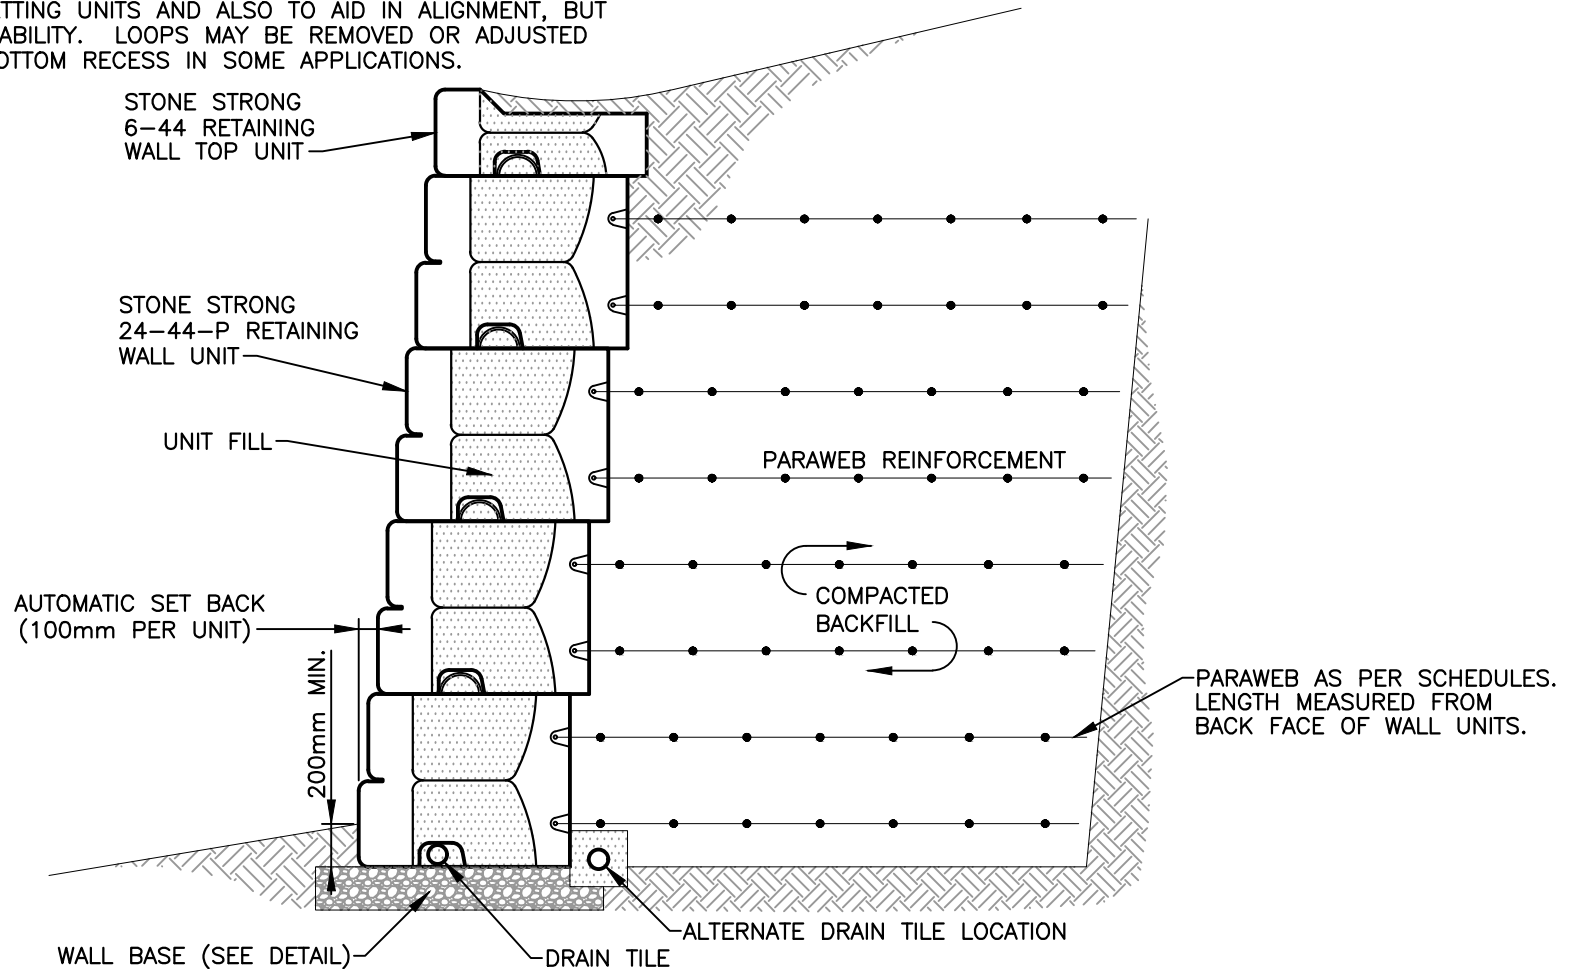 UNITS AND ALSO TO AID IN ALIGNMENT, BUT
LOOPS MAY BE REMOVED OR ADJUSTED
RECESS IN SOME APPLICATIONS.
STONE STRONG
6-44 RETAINING
WALL TOP UNIT
STONE STRONG
24-44-P RETAINING
WALL UNIT
UNIT FILL
PARAWEB REINFORCEMENT
AUTOMATIC SET BACK
(100mm PER UNIT)
COMPACTED
BACKFILL
200mm MIN.
PARAWEB AS PER SCHEDULES.
LENGTH MEASURED FROM
BACK FACE OF WALL UNITS.
ALTERNATE DRAIN TILE LOCATION
WALL BASE (SEE DETAIL)
DRAIN TILE